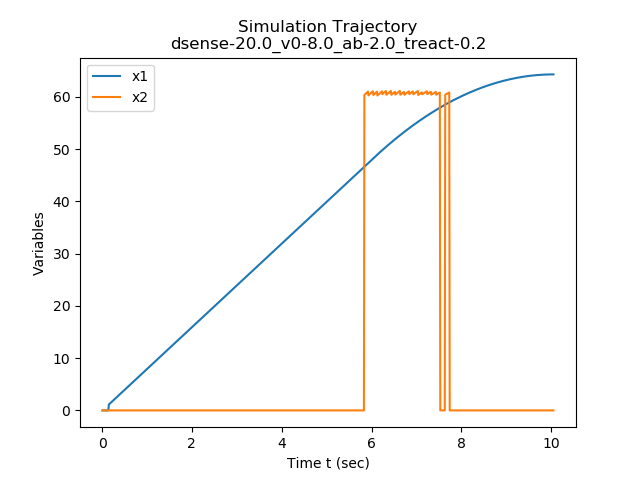 Simulation Trajectory
dsense-20.0_v0-8.0_ab-2.0_treact-0.2
x1
x2
60
50
40
30
20
10
0
Variables
0 2 4 6 8 10
Time t (sec)